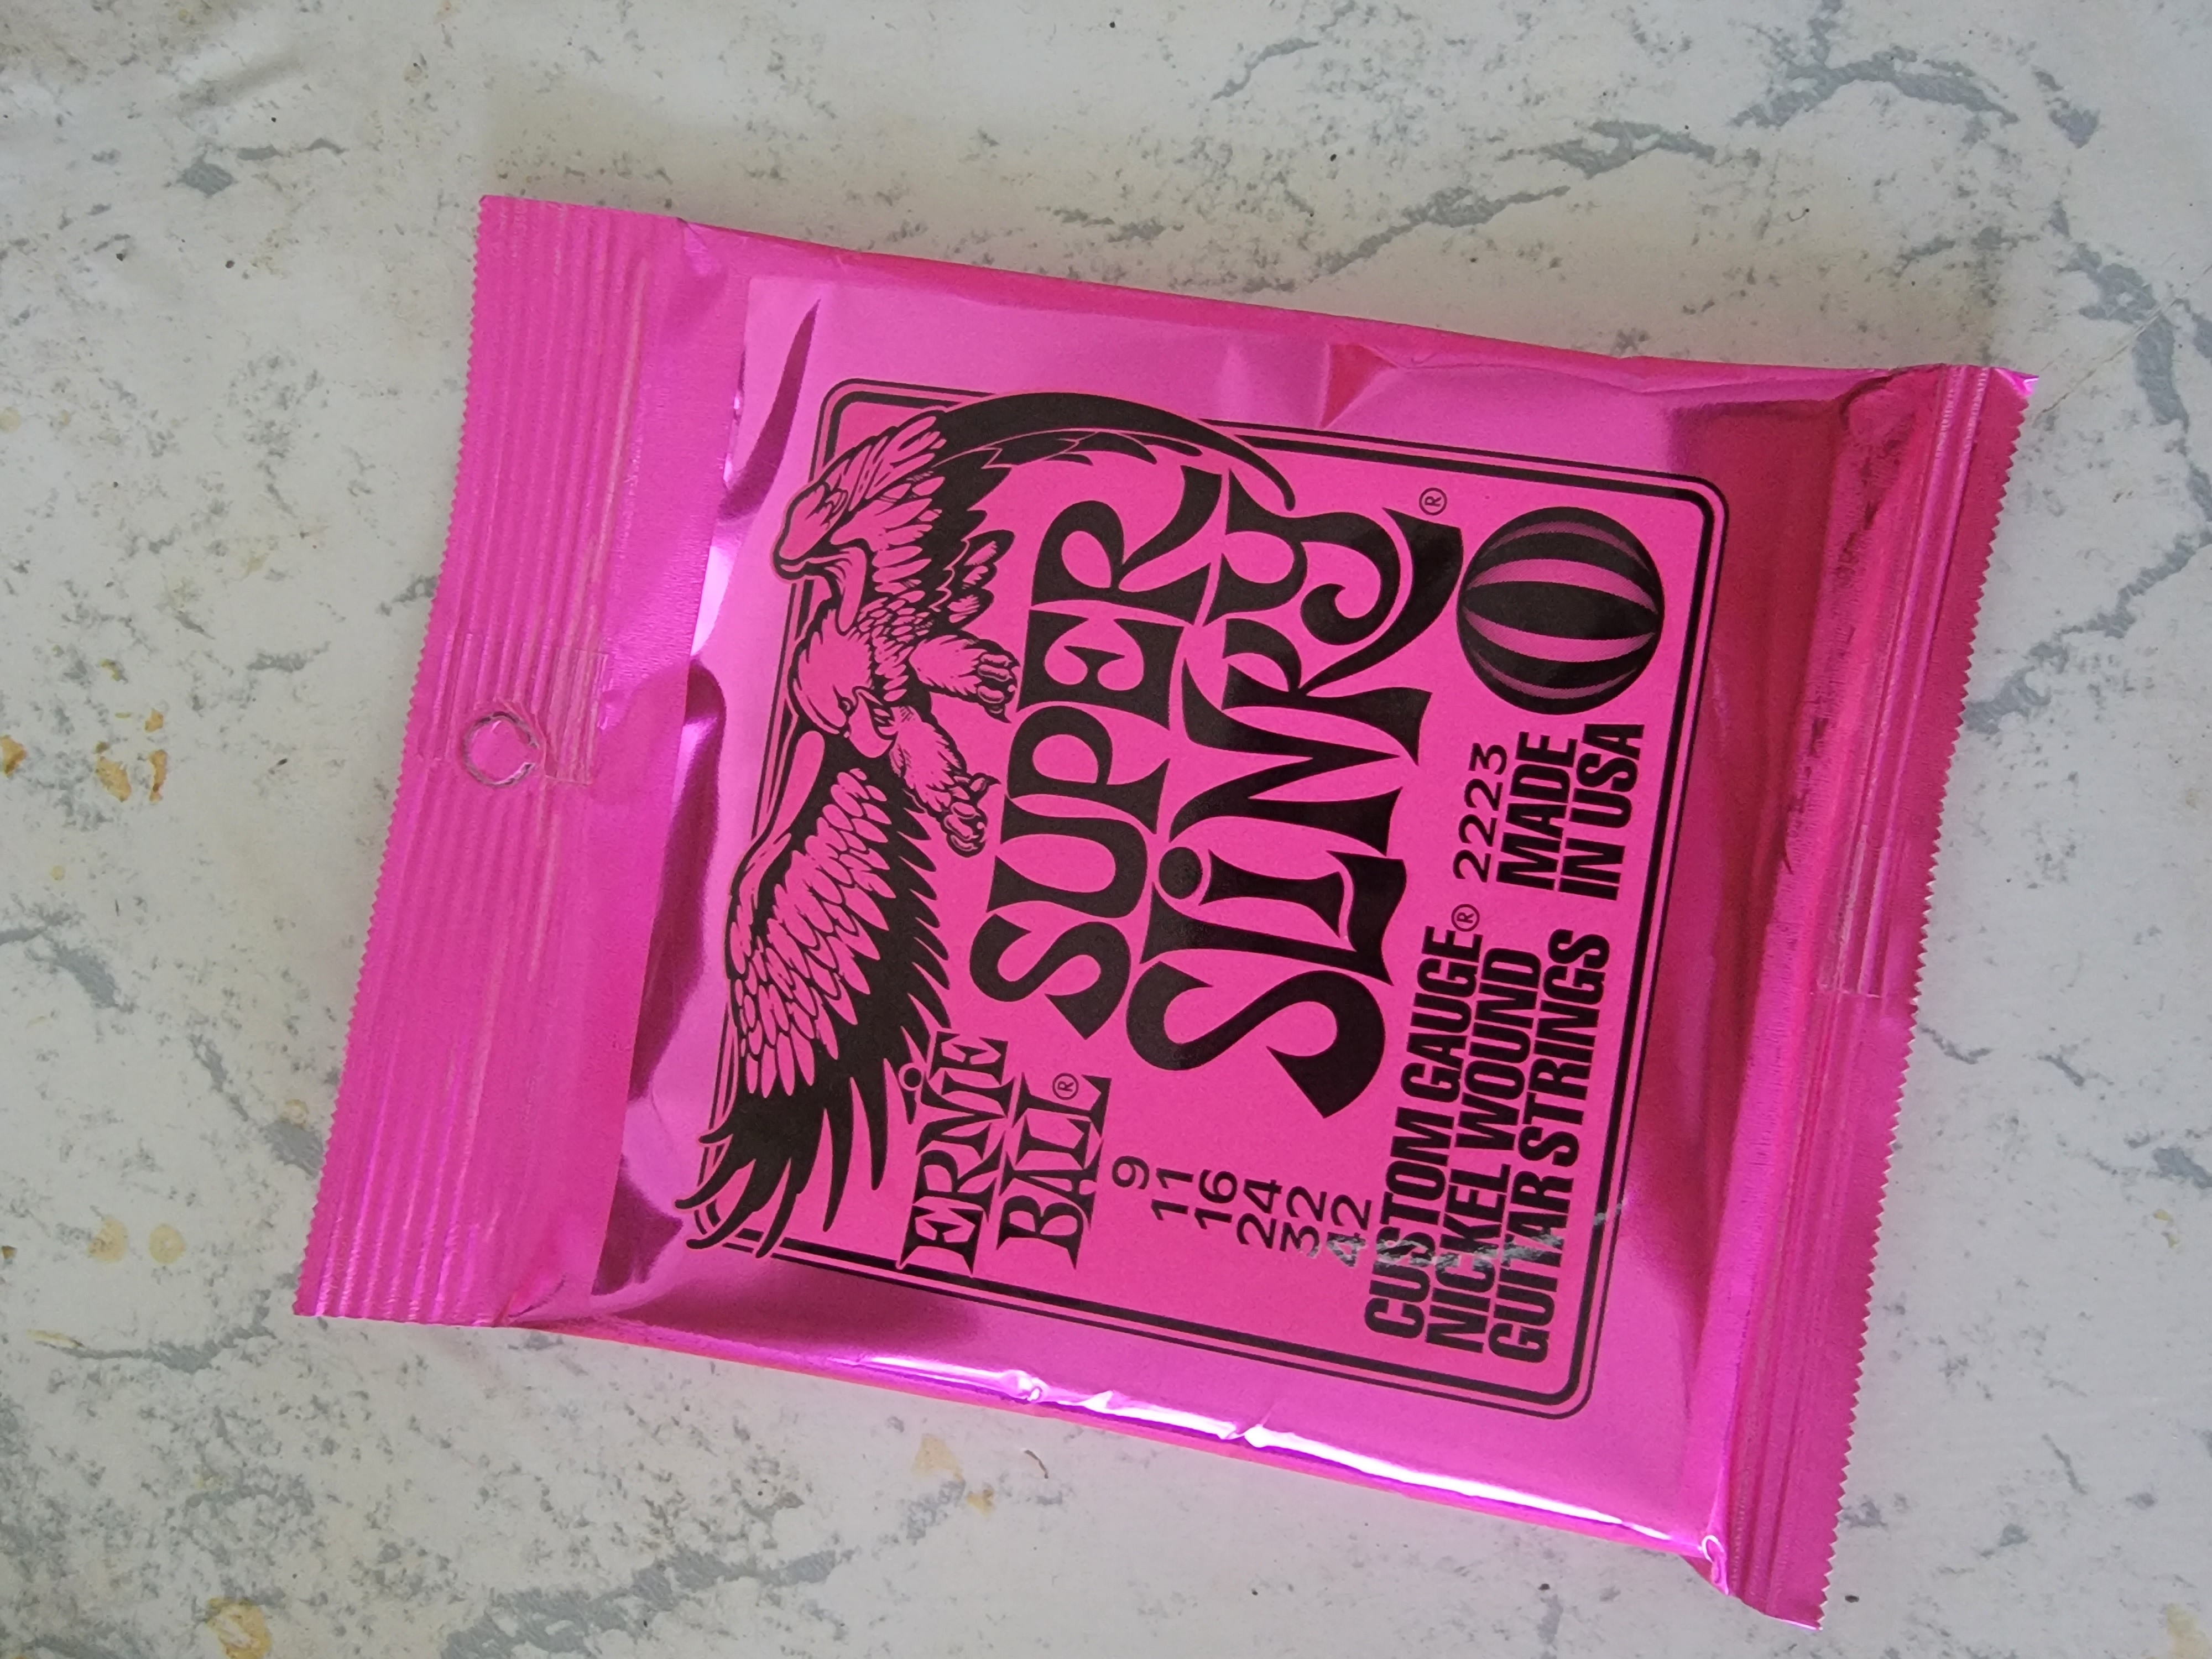 ERNIE
BALL®
SUPER
SLINKY®
9
11
16
24
32
42
CUSTOM GAUGE® 2223
NICKEL WOUND
GUITAR STRINGS
MADE
IN USA